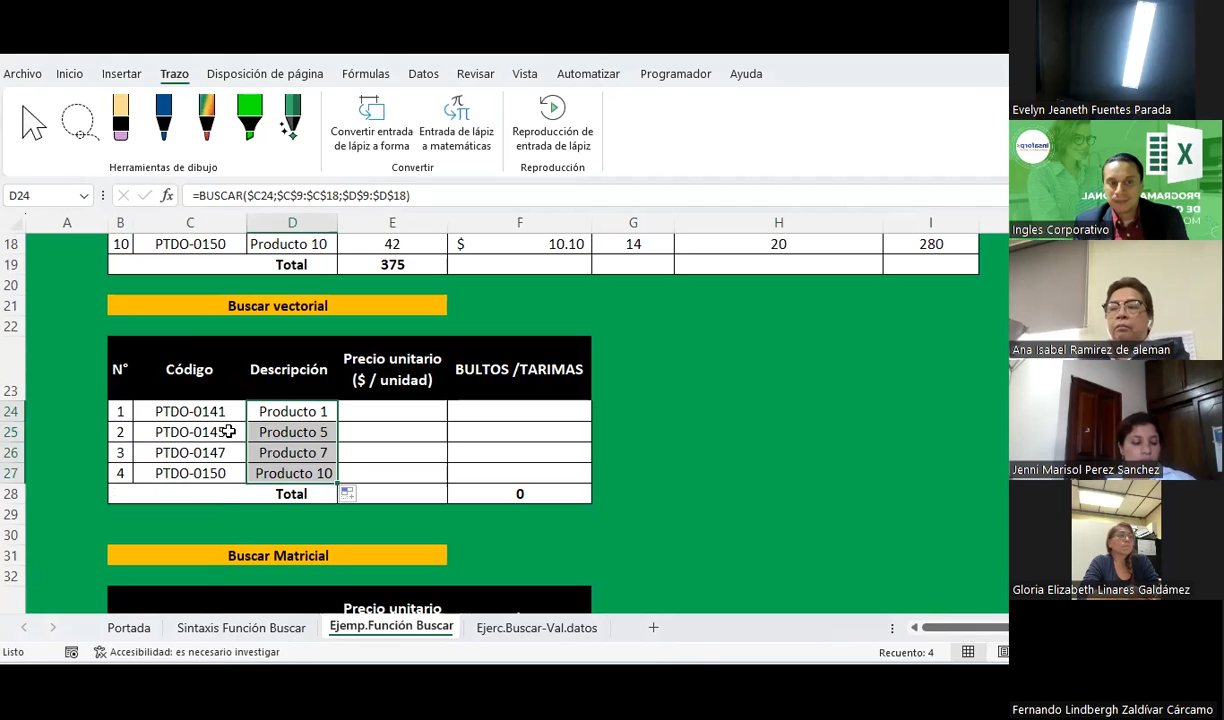 Archivo Inicio Insertar Trazo Disposición de página Fórmulas Datos Revisar Vista Automatizar Programador Ayuda
Convertir entrada de lápiz a forma
Entrada de lápiz a matemáticas
Reproducción de entrada de lápiz
Herramientas de dibujo Convertir Reproducción
D24 fx =BUSCAR($C24;$C$9:$C$18;$D$9:$D$18)
A B C D E F G H I
18 10 PTDO-0150 Producto 10 42 $ 10.10 14 20 280
19 Total 375
20
21 Buscar vectorial
22
23 N° Código Descripción Precio unitario ($ / unidad) BULTOS /TARIMAS
24 1 PTDO-0141 Producto 1
25 2 PTDO-0145 Producto 5
26 3 PTDO-0147 Producto 7
27 4 PTDO-0150 Producto 10
28 Total 0
29
30
31 Buscar Matricial
32
Precio unitario
Portada Sintaxis Función Buscar Ejemp.Función Buscar Ejerc.Buscar-Val.datos
Listo Accesibilidad: es necesario investigar Recuento: 4
Evelyn Jeaneth Fuentes Parada
Insaforp
X
Ingles Corporativo
Ana Isabel Ramirez de aleman
Jenni Marisol Perez Sanchez
Gloria Elizabeth Linares Galdámez
Fernando Lindbergh Zaldívar Cárcamo